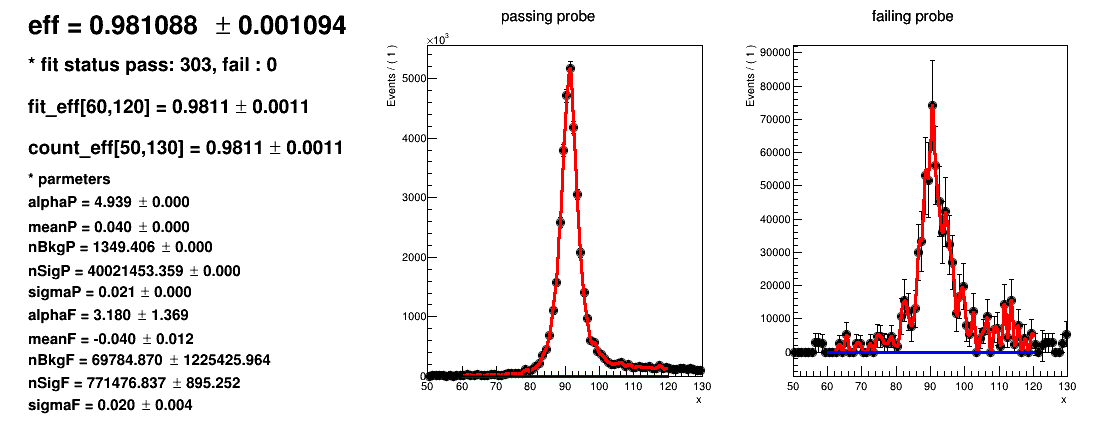 eff = 0.981088 ± 0.001094
* fit status pass: 303, fail : 0
fit_eff[60,120] = 0.9811 ± 0.0011
count_eff[50,130] = 0.9811 ± 0.0011
* parmeters
alphaP = 4.939 ± 0.000
meanP = 0.040 ± 0.000
nBkgP = 1349.406 ± 0.000
nSigP = 40021453.359 ± 0.000
sigmaP = 0.021 ± 0.000
alphaF = 3.180 ± 1.369
meanF = -0.040 ± 0.012
nBkgF = 69784.870 ± 1225425.964
nSigF = 771476.837 ± 895.252
sigmaF = 0.020 ± 0.004
passing probe
×10³
Events / ( 1 )
5000
4000
3000
2000
1000
0
50 60 70 80 90 100 110 120 130
x
failing probe
Events / ( 1 )
90000
80000
70000
60000
50000
40000
30000
20000
10000
0
50 60 70 80 90 100 110 120 130
x